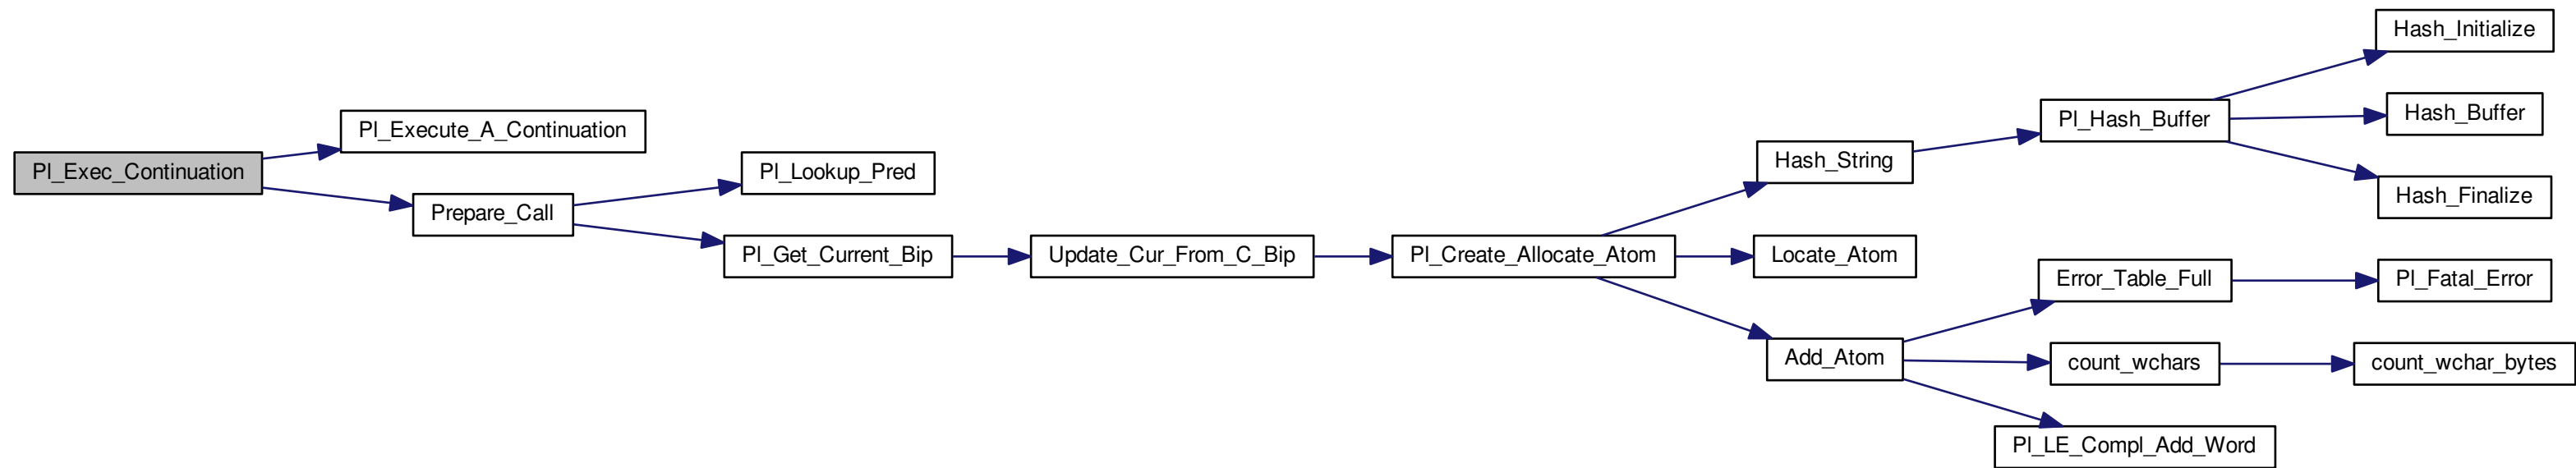 Hash_Initialize
Pl_Hash_Buffer
Hash_Buffer
Pl_Execute_A_Continuation
Hash_String
Pl_Exec_Continuation
Pl_Lookup_Pred
Hash_Finalize
Prepare_Call
Pl_Get_Current_Bip
Update_Cur_From_C_Bip
Pl_Create_Allocate_Atom
Locate_Atom
Error_Table_Full
Pl_Fatal_Error
Add_Atom
count_wchars
count_wchar_bytes
Pl_LE_Compl_Add_Word